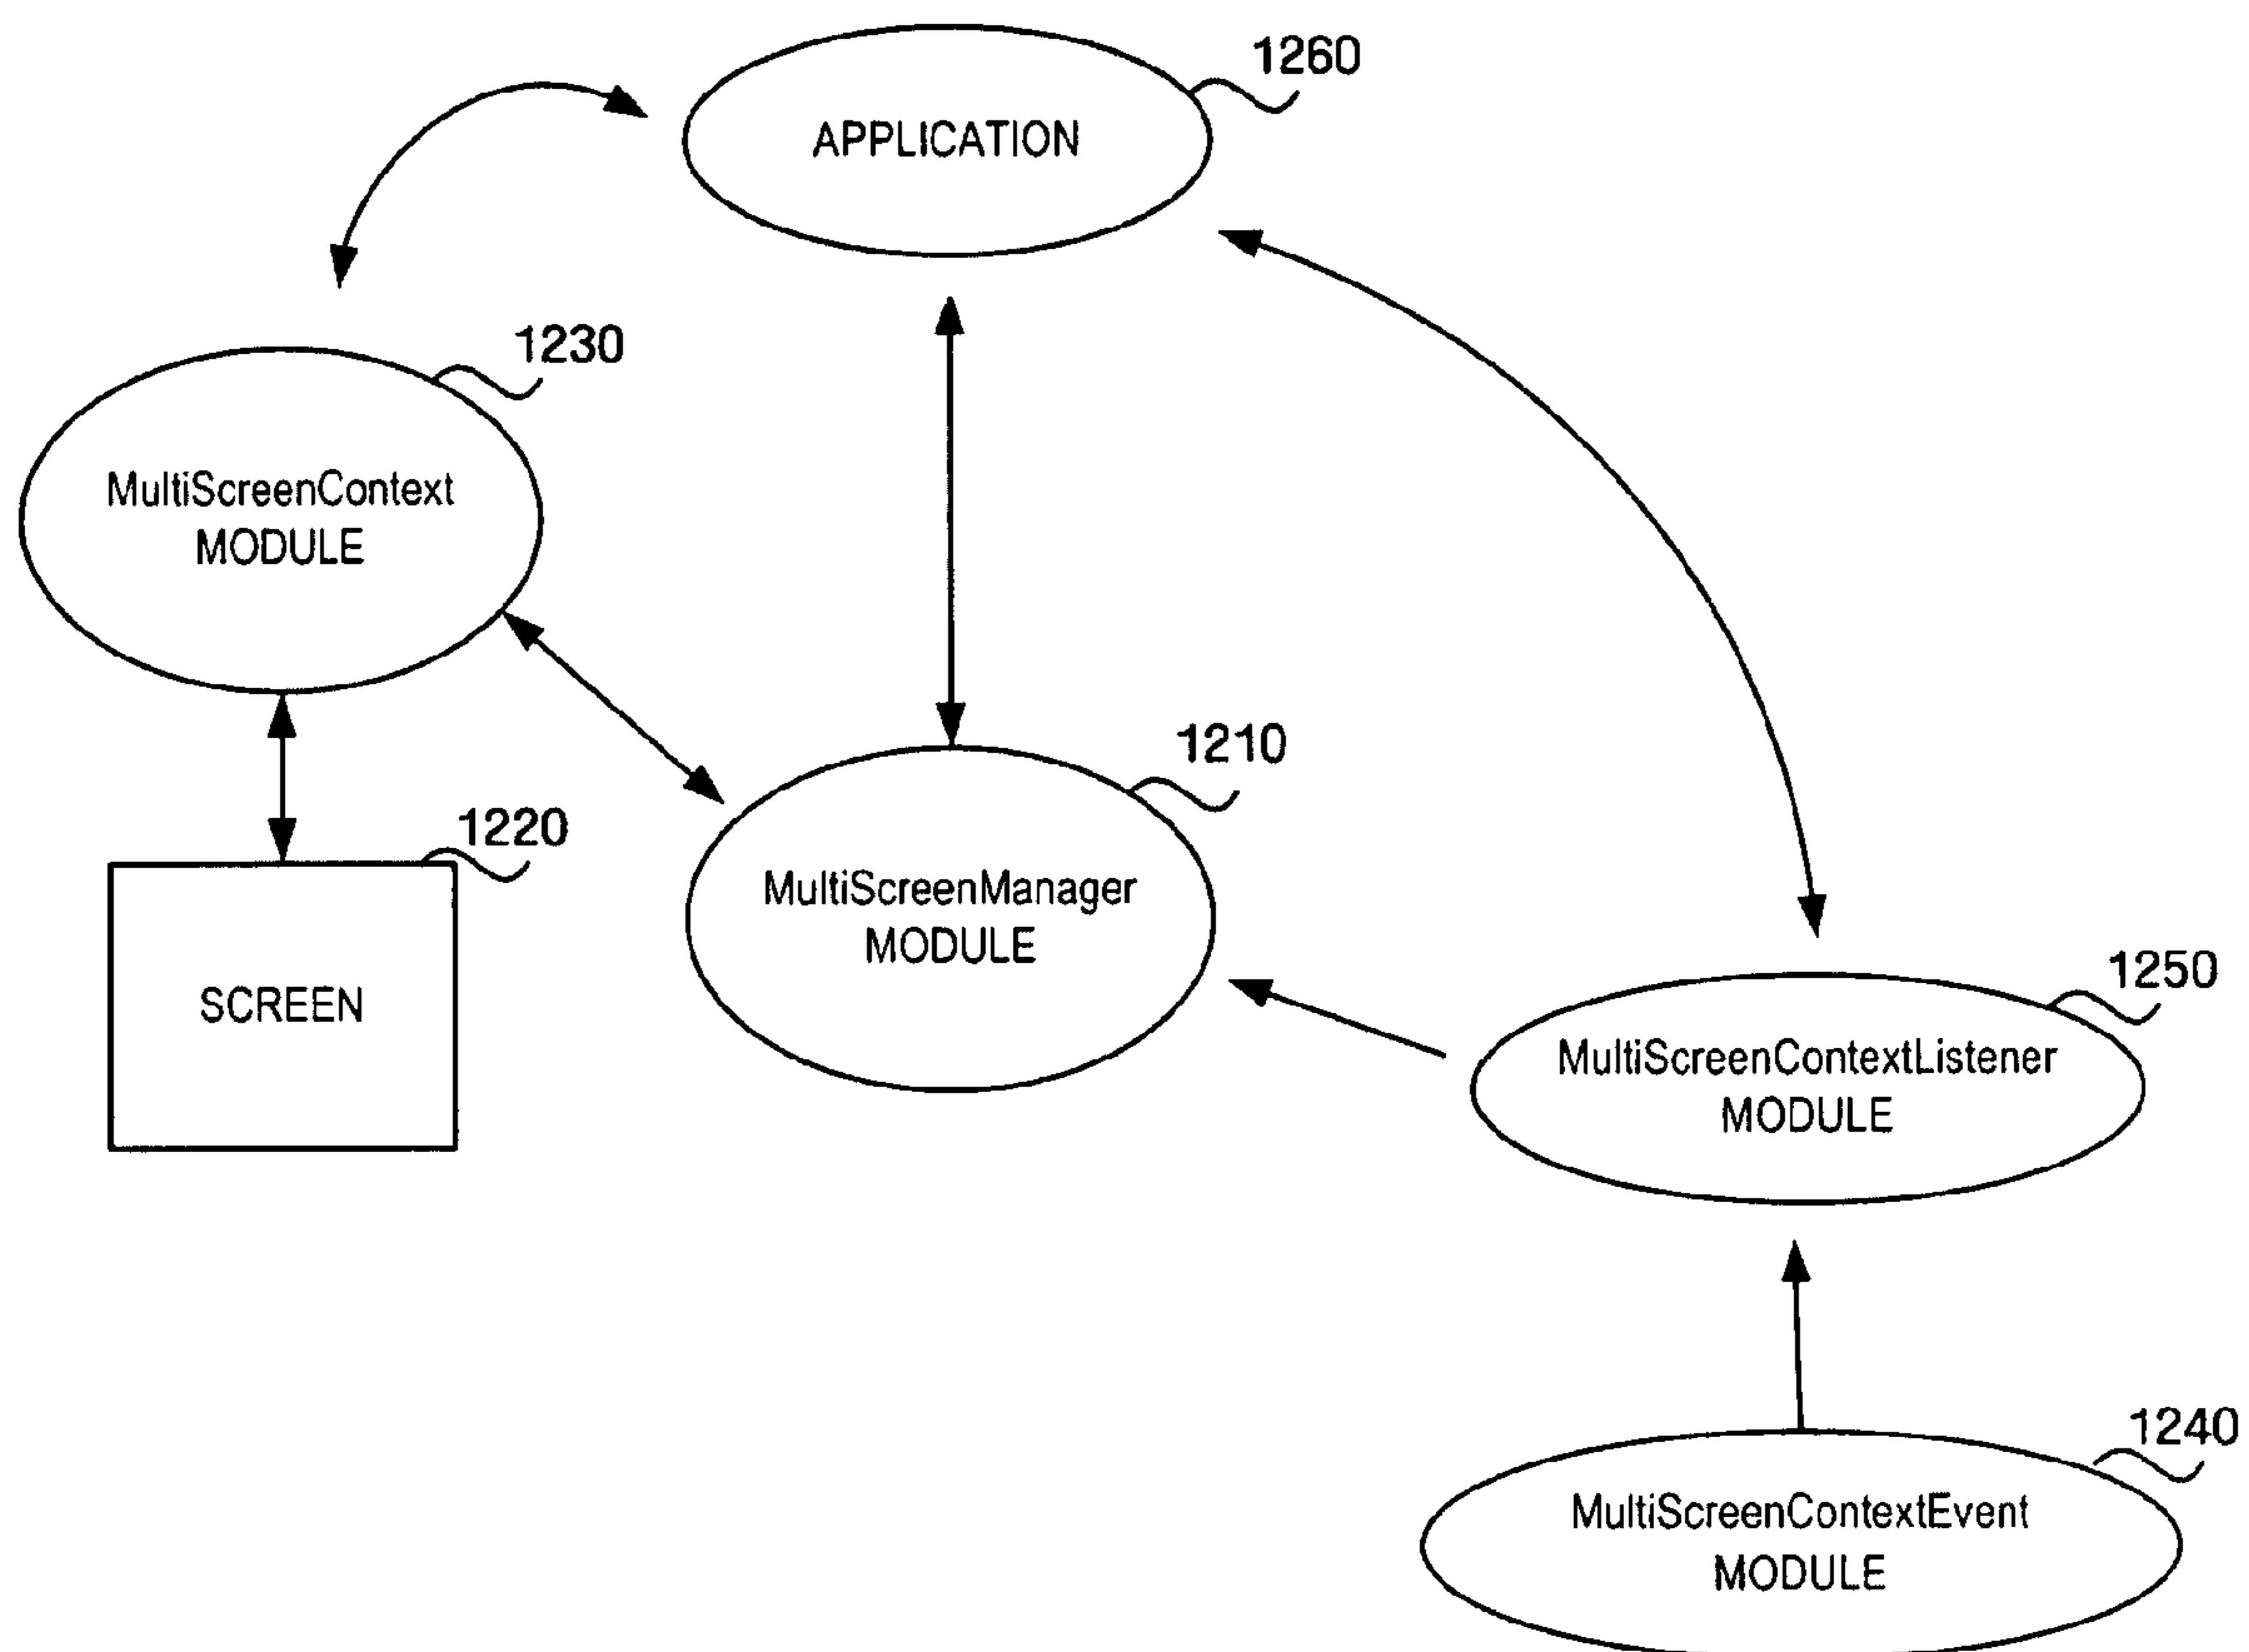 1260
APPLICATION
1230
MultiScreenContext
MODULE
1210
1220
MultiScreenManager
MODULE
SCREEN
1250
MultiScreenContextListener
MODULE
1240
MultiScreenContextEvent
MODULE